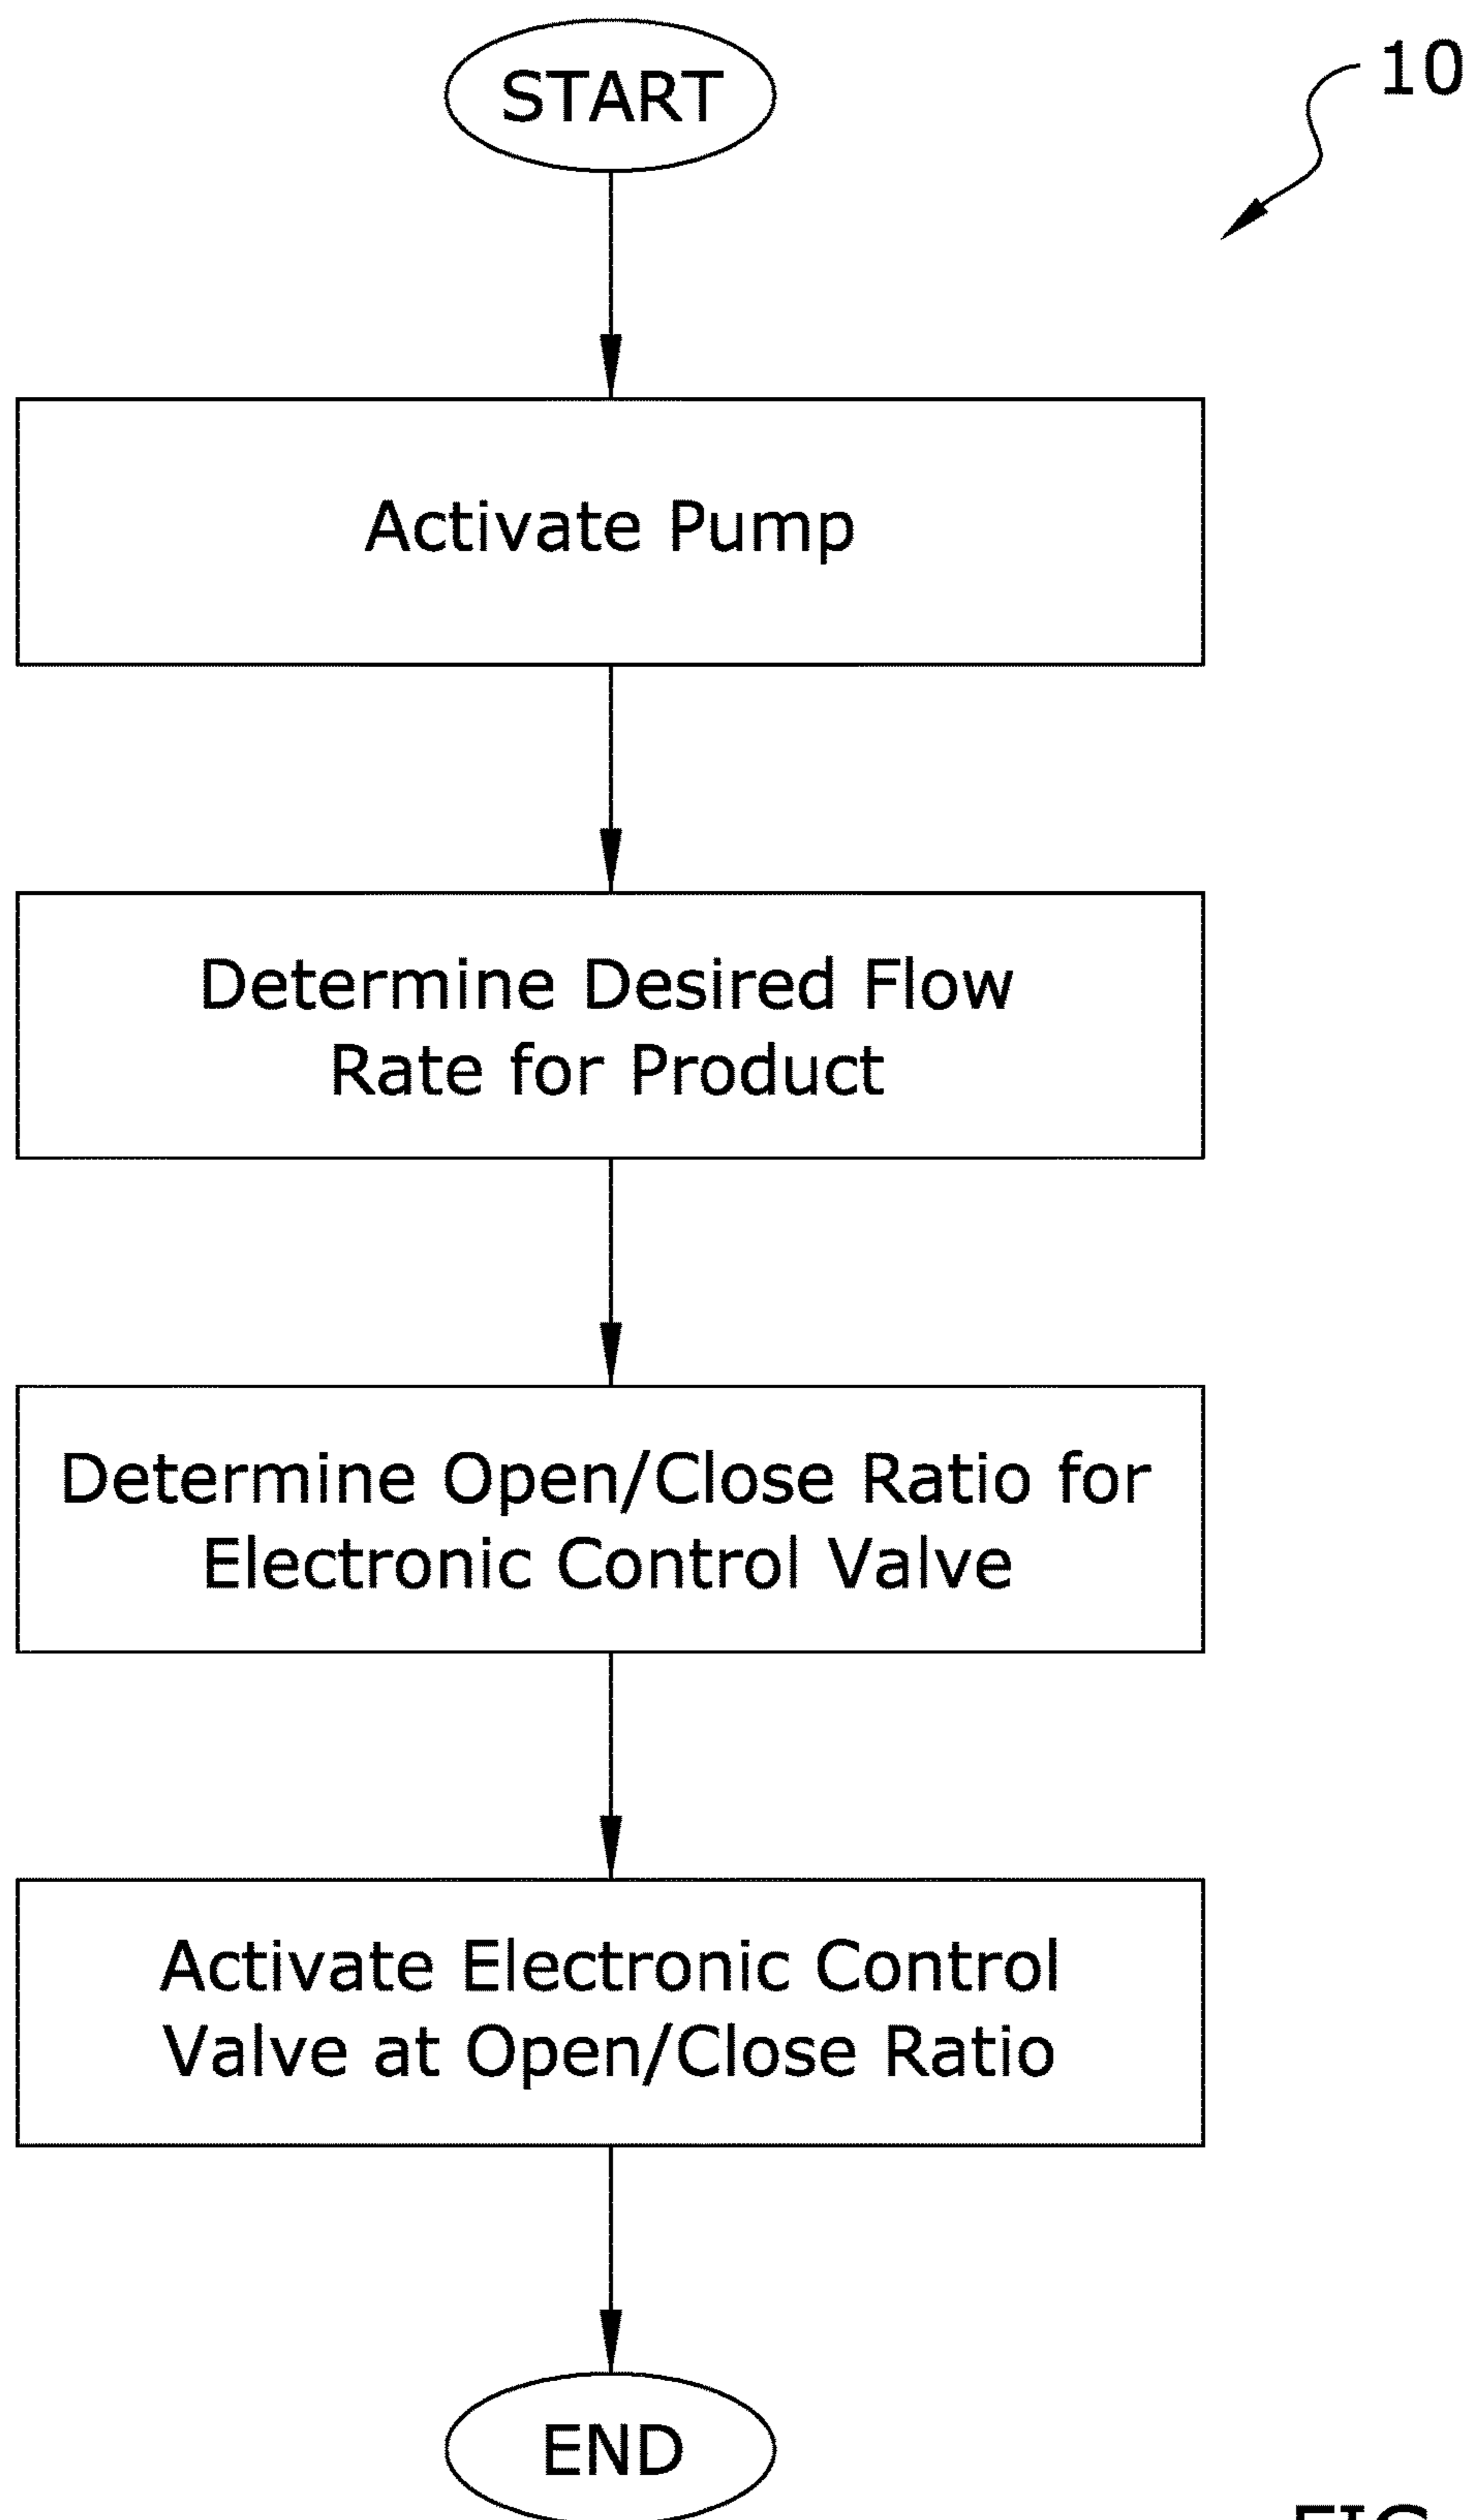 START
10
Activate Pump
Determine Desired Flow
Rate for Product
Determine Open/Close Ratio for
Electronic Control Valve
Activate Electronic Control
Valve at Open/Close Ratio
END